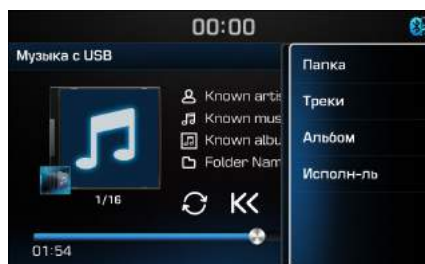 00:00
Музыка с USB
Known artis
Known mus
Known albu
Folder Nam
1/16
01:54
Папка
Треки
Альбом
Исполн-ль